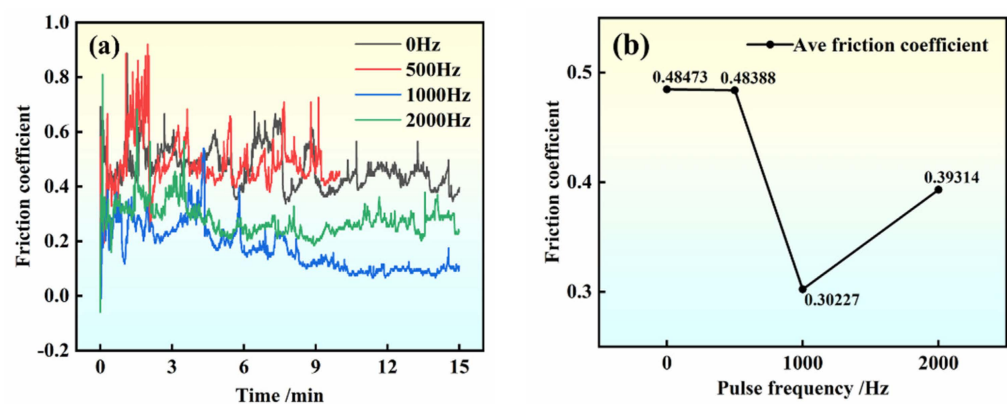 (a)
0Hz
500Hz
1000Hz
2000Hz
1.0
0.8
0.6
0.4
0.2
0.0
-0.2
Friction coefficient
0 3 6 9 12 15
Time /min
(b)
Ave friction coefficient
0.5
0.4
0.3
Friction coefficient
0.48473
0.48388
0.30227
0.39314
0 1000 2000
Pulse frequency /Hz